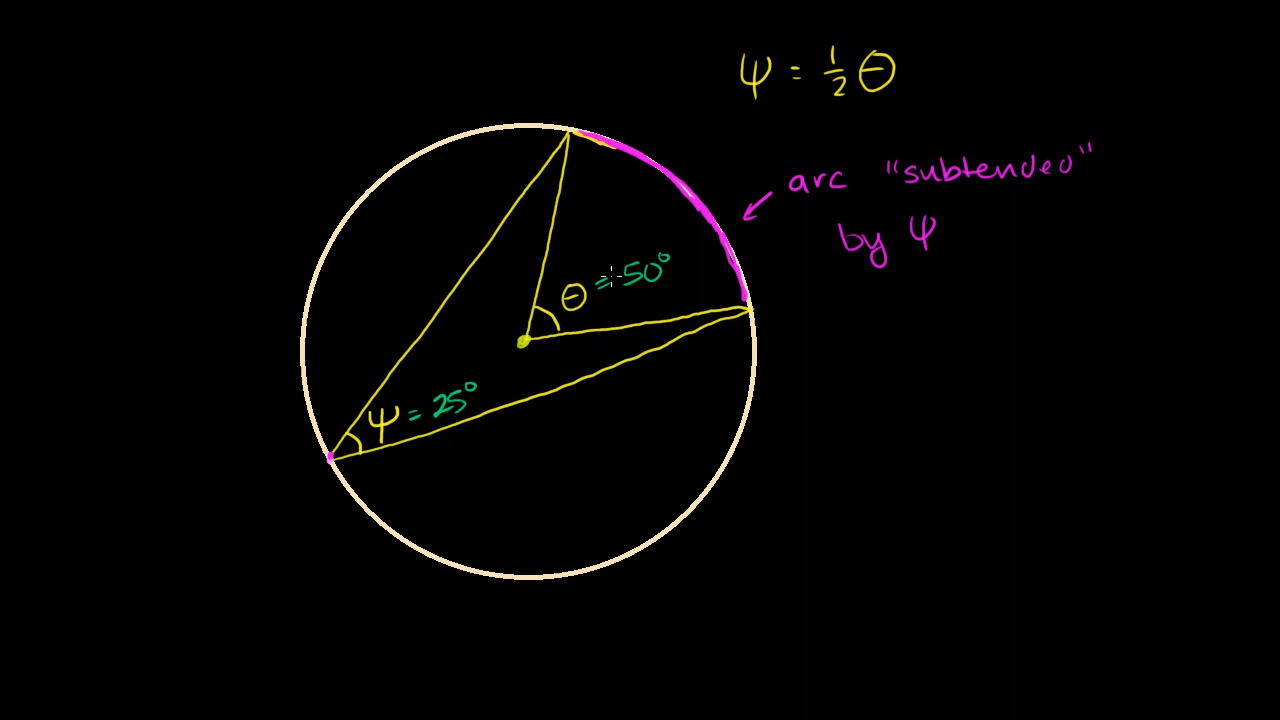 ψ = 1/2 θ
arc "subtended"
by ψ
θ = 50°
ψ = 25°